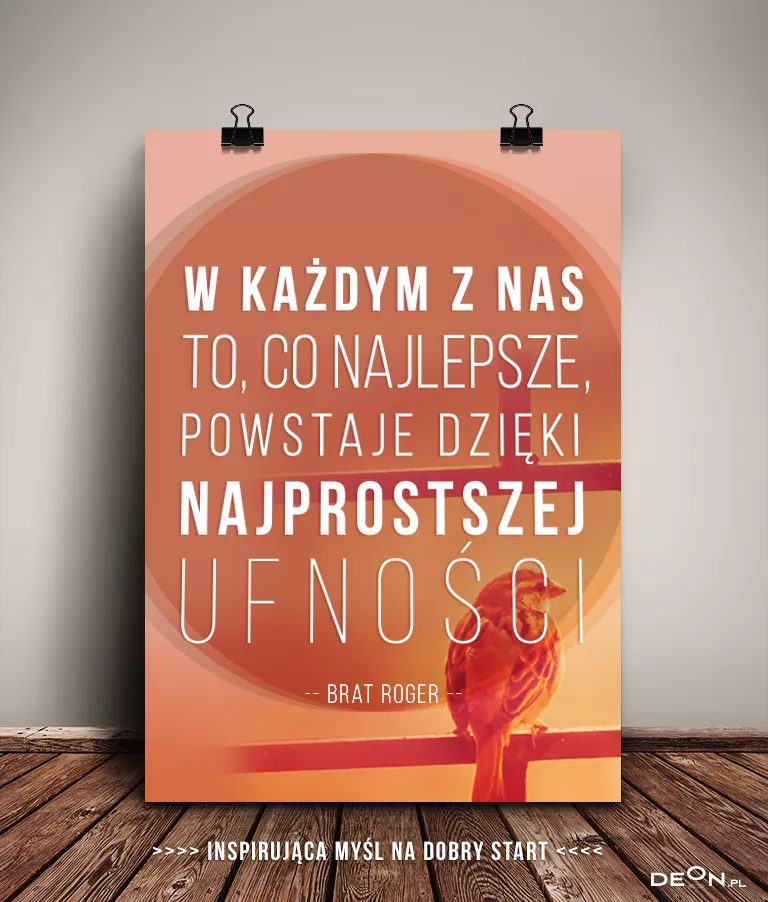 W KAŻDYM Z NAS
TO, CO NAJLEPSZE,
POWSTAJE DZIĘKI
NAJPROSTSZEJ
UFNOŚCI
-- BRAT ROGER --
>>>> INSPIRUJĄCA MYŚL NA DOBRY START <<<<
DEON.PL